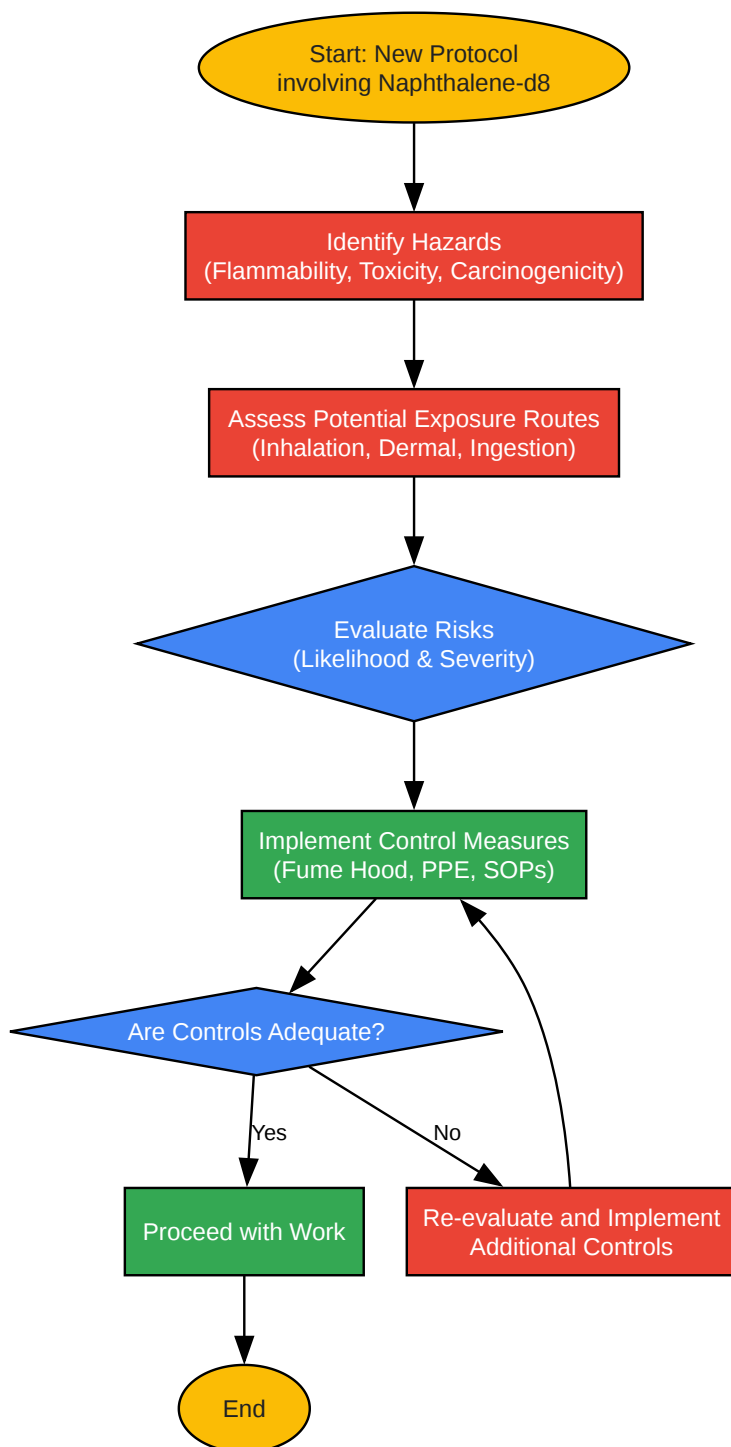 Start: New Protocol
involving Naphthalene-d8
Identify Hazards
(Flammability, Toxicity, Carcinogenicity)
Assess Potential Exposure Routes
(Inhalation, Dermal, Ingestion)
Evaluate Risks
(Likelihood & Severity)
Implement Control Measures
(Fume Hood, PPE, SOPs)
Are Controls Adequate?
Yes
No
Proceed with Work
Re-evaluate and Implement
Additional Controls
End